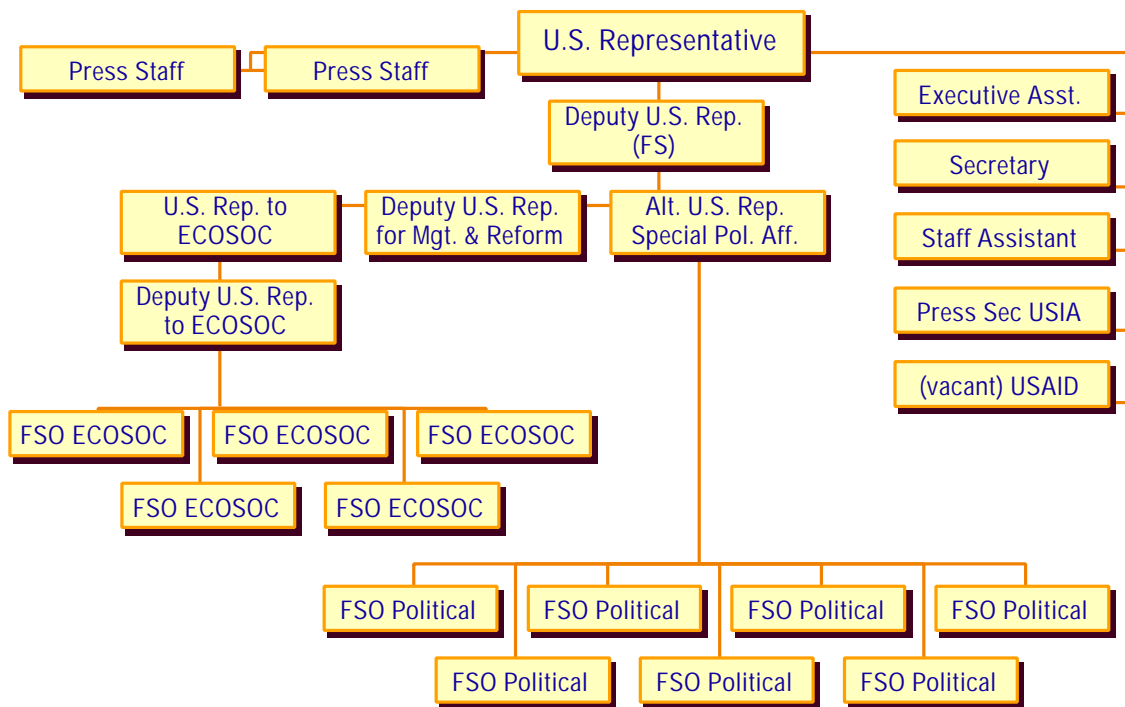 U.S. Representative
Press Staff
Press Staff
Executive Asst.
Deputy U.S. Rep.
(FS)
Secretary
U.S. Rep. to
ECOSOC
Deputy U.S. Rep.
for Mgt. & Reform
Alt. U.S. Rep.
Special Pol. Aff.
Staff Assistant
Deputy U.S. Rep.
to ECOSOC
Press Sec USIA
(vacant) USAID
FSO ECOSOC
FSO ECOSOC
FSO ECOSOC
FSO ECOSOC
FSO ECOSOC
FSO Political
FSO Political
FSO Political
FSO Political
FSO Political
FSO Political
FSO Political